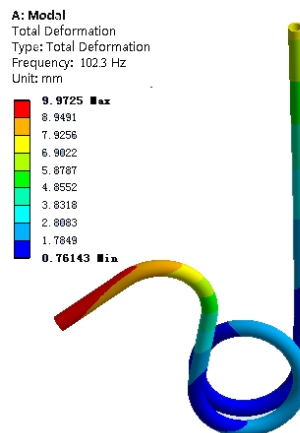 A: Modal
Total Deformation
Type: Total Deformation
Frequency: 102.3 Hz
Unit: mm
9.9725 Max
8.9491
7.9256
6.9022
5.8787
4.8552
3.8318
2.8083
1.7849
0.76143 Min